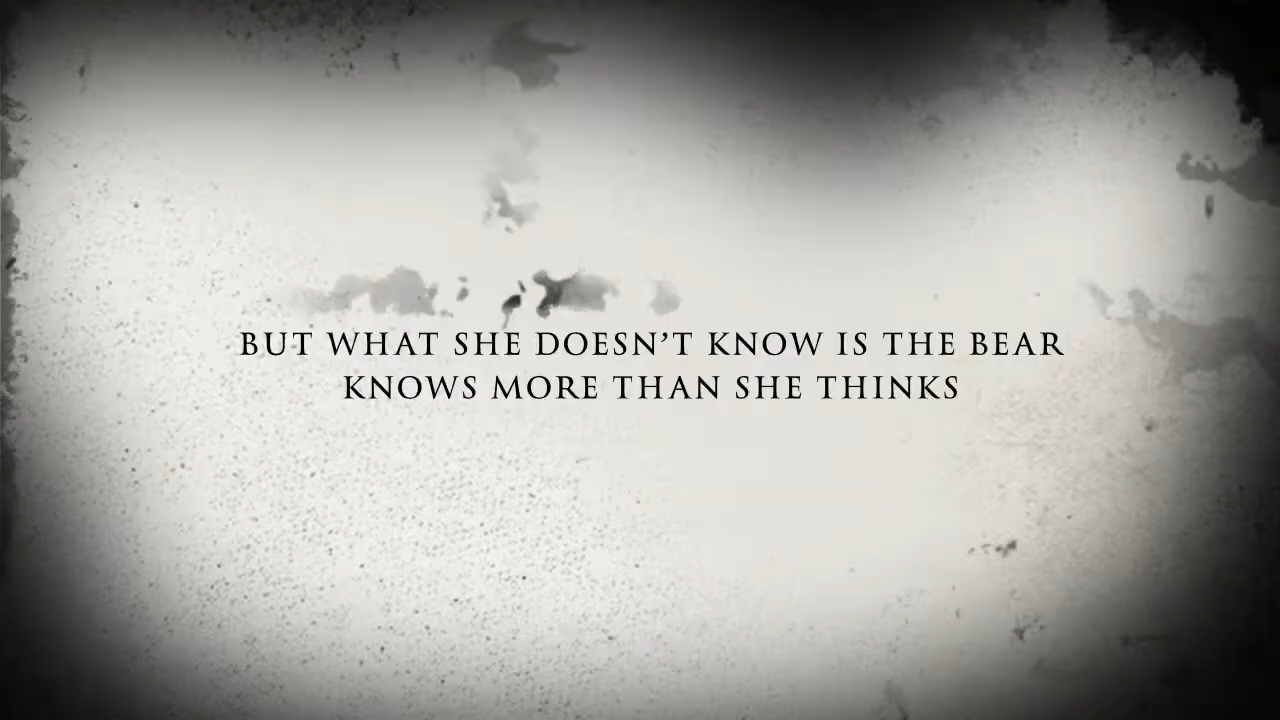 BUT WHAT SHE DOESN’T KNOW IS THE BEAR
KNOWS MORE THAN SHE THINKS